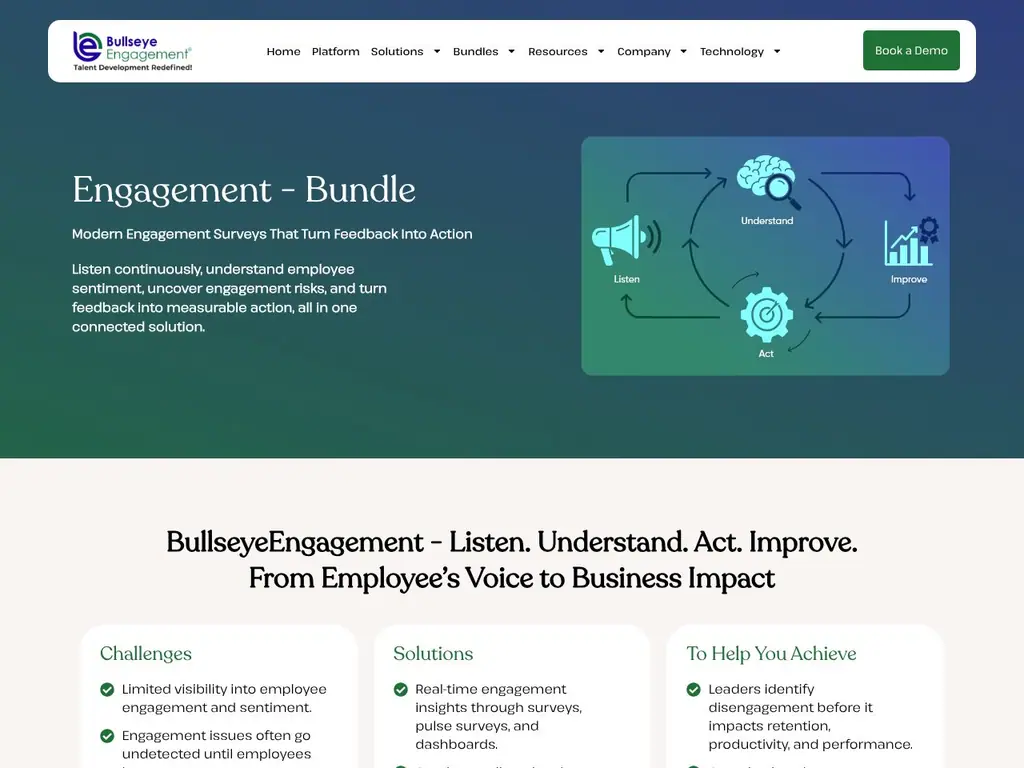 Bullseye
Engagement®
Talent Development Redefined!
Home Platform Solutions Bundles Resources Company Technology
Book a Demo
Engagement – Bundle
Modern Engagement Surveys That Turn Feedback Into Action
Listen continuously, understand employee
sentiment, uncover engagement risks, and turn
feedback into measurable action, all in one
connected solution.
Understand
Listen
Improve
Act
BullseyeEngagement – Listen. Understand. Act. Improve.
From Employee’s Voice to Business Impact
Challenges
Limited visibility into employee
engagement and sentiment.
Engagement issues often go
undetected until employees
Solutions
Real-time engagement
insights through surveys,
pulse surveys, and
dashboards.
To Help You Achieve
Leaders identify
disengagement before it
impacts retention,
productivity, and performance.